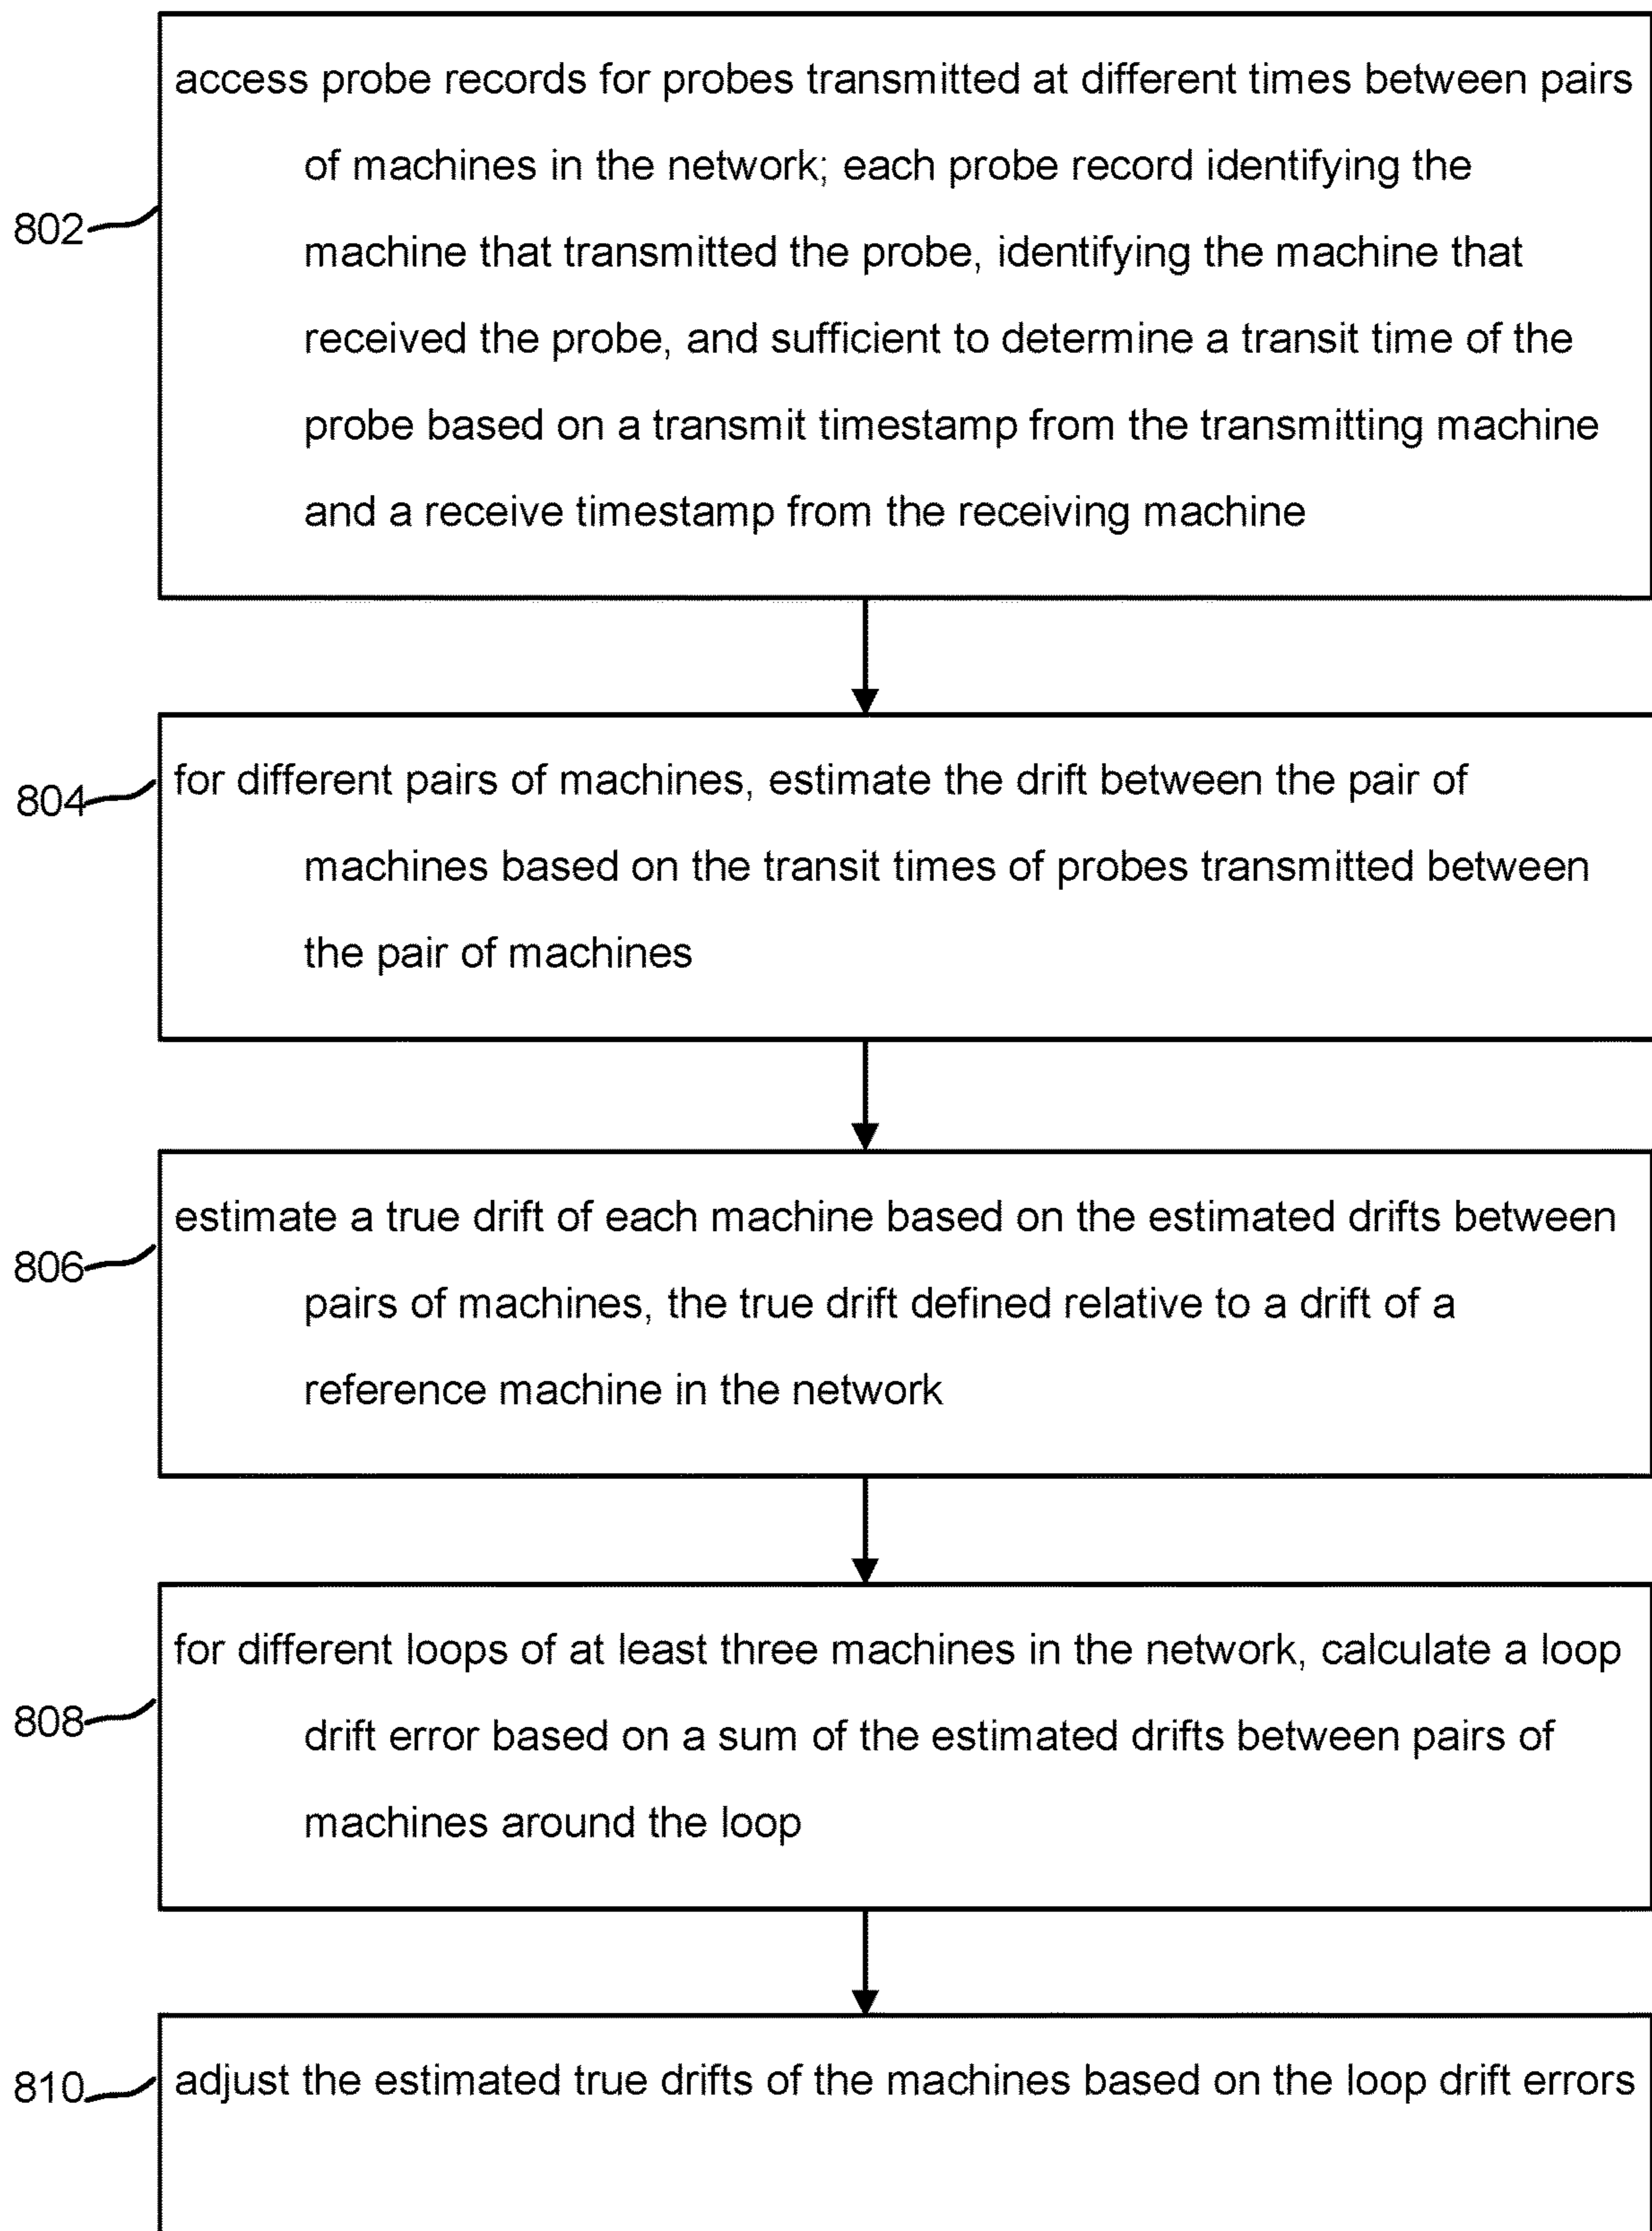 access probe records for probes transmitted at different times between pairs
of machines in the network; each probe record identifying the
802
machine that transmitted the probe, identifying the machine that
received the probe, and sufficient to determine a transit time of the
probe based on a transmit timestamp from the transmitting machine
and a receive timestamp from the receiving machine
804
for different pairs of machines, estimate the drift between the pair of
machines based on the transit times of probes transmitted between
the pair of machines
806
estimate a true drift of each machine based on the estimated drifts between
pairs of machines, the true drift defined relative to a drift of a
reference machine in the network
808
for different loops of at least three machines in the network, calculate a loop
drift error based on a sum of the estimated drifts between pairs of
machines around the loop
810
adjust the estimated true drifts of the machines based on the loop drift errors